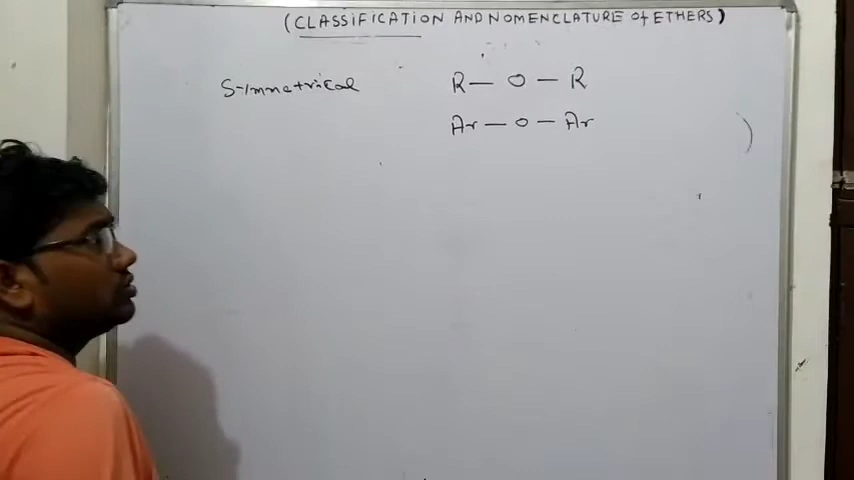 (CLASSIFICATION AND NOMENCLATURE of ETHERS)
Symmetrical R — O — R
Ar — O — Ar